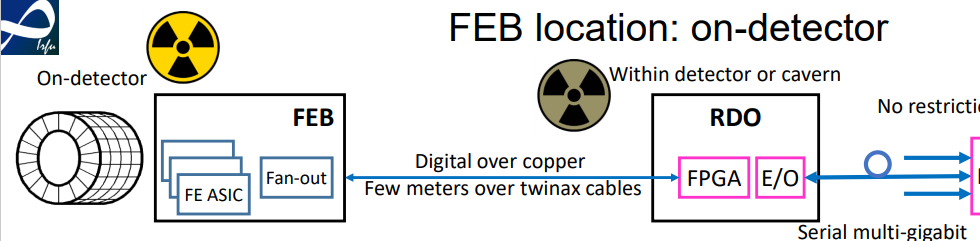 Irfu
FEB location: on-detector
On-detector
Within detector or cavern
FEB
RDO
No
FE ASIC
Fan-out
Digital over copper
Few meters over twinax cables
FPGA
E/O
Serial multi-gigabit